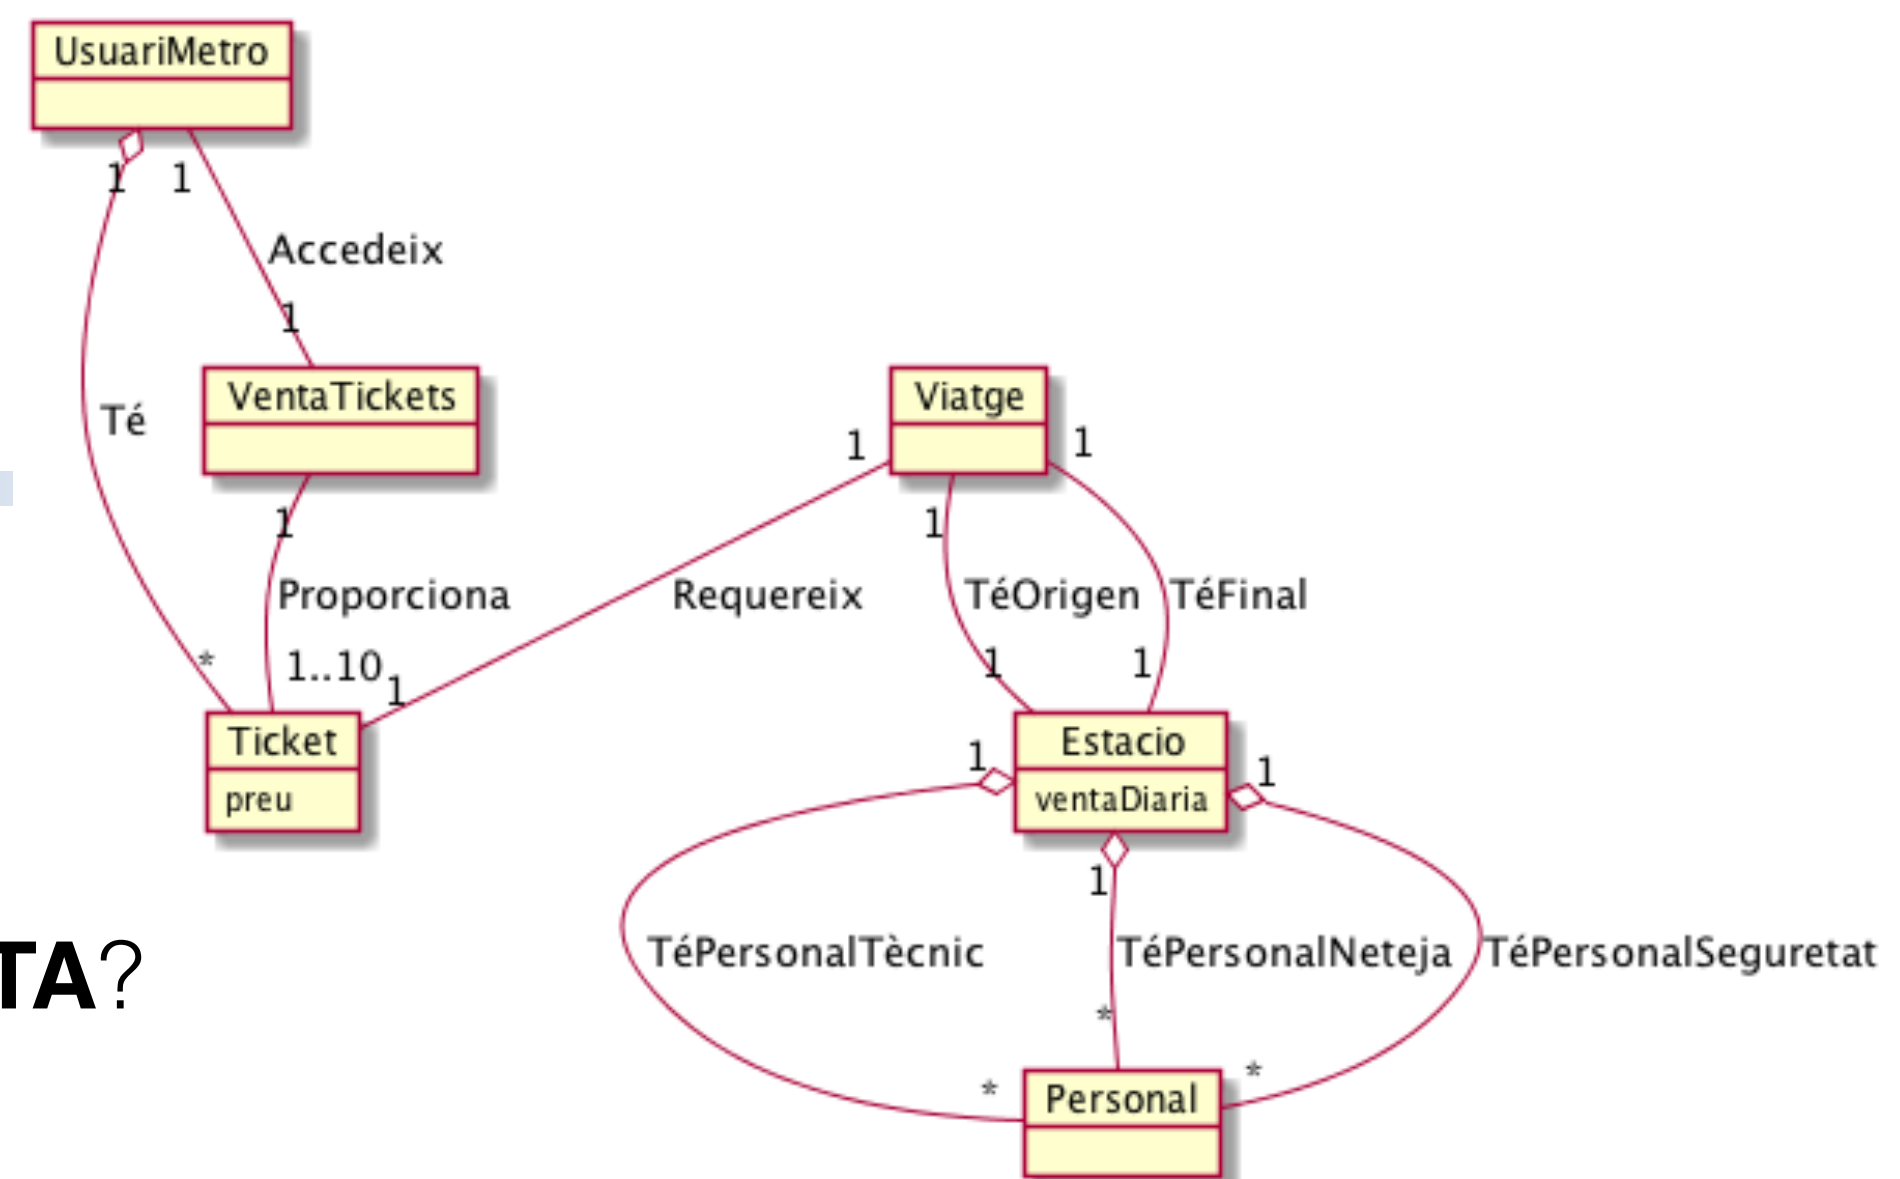 UsuariMetro
1 1
Accedeix
1
VentaTickets
Viatge
Té
1 1
1 1
Proporciona
Requereix
TéOrigen
TéFinal
* 1..10 1
1 1
Ticket
preu
Estacio
ventaDiaria
1 1
1
TA?
TéPersonalTècnic
TéPersonalNeteja
TéPersonalSeguretat
*
* *
Personal